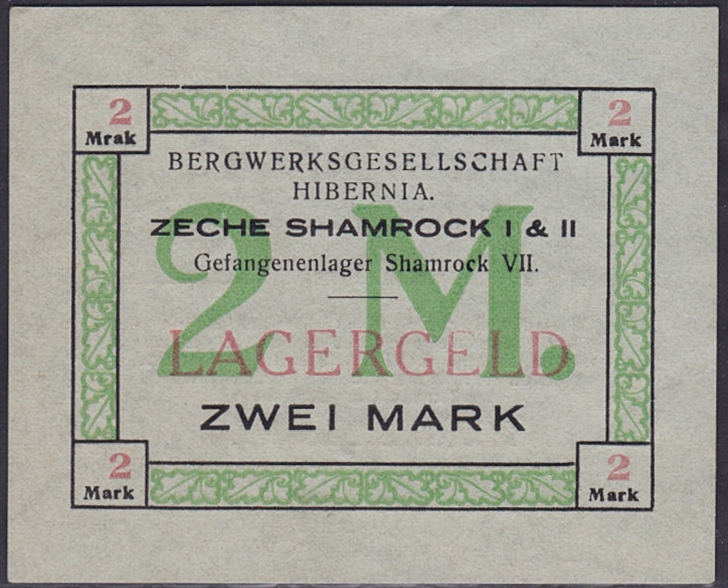 2 2
Mrak Mark
BERGWERKSGESELLSCHAFT
HIBERNIA.
ZECHE SHAMROCK I & II
Gefangenenlager Shamrock VII.
2 M.
LAGERGELD
ZWEI MARK
2 2
Mark Mark